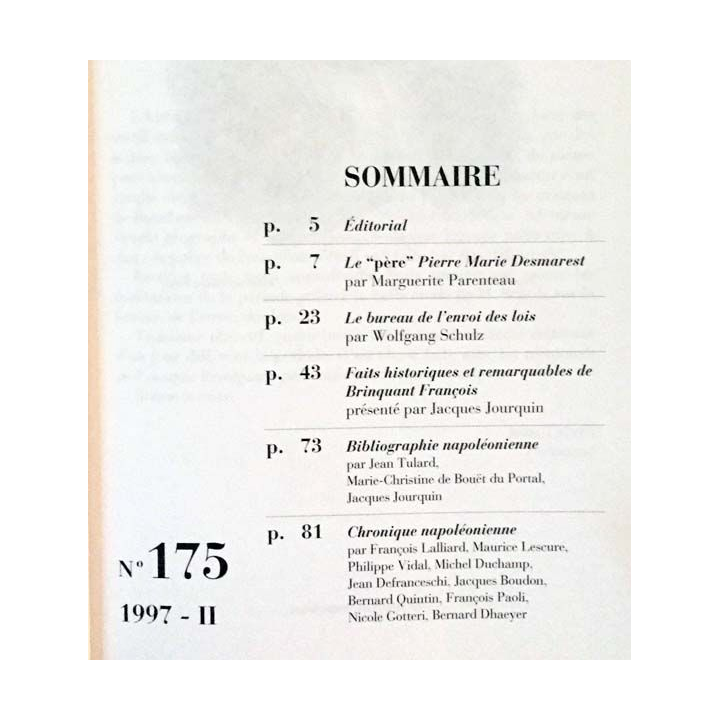 SOMMAIRE
p. 5 Éditorial
p. 7 Le “père” Pierre Marie Desmarest
par Marguerite Parenteau
p. 23 Le bureau de l’envoi des lois
par Wolfgang Schulz
p. 43 Faits historiques et remarquables de
Brinquant François
présenté par Jacques Jourquin
p. 73 Bibliographie napoléonienne
par Jean Tulard,
Marie-Christine de Bouët du Portal,
Jacques Jourquin
p. 81 Chronique napoléonienne
par François Lalliard, Maurice Lescure,
Philippe Vidal, Michel Duchamp,
Jean Defranceschi, Jacques Boudon,
Bernard Quintin, François Paoli,
Nicole Gotteri, Bernard Dhaeyer
N° 175
1997 - II